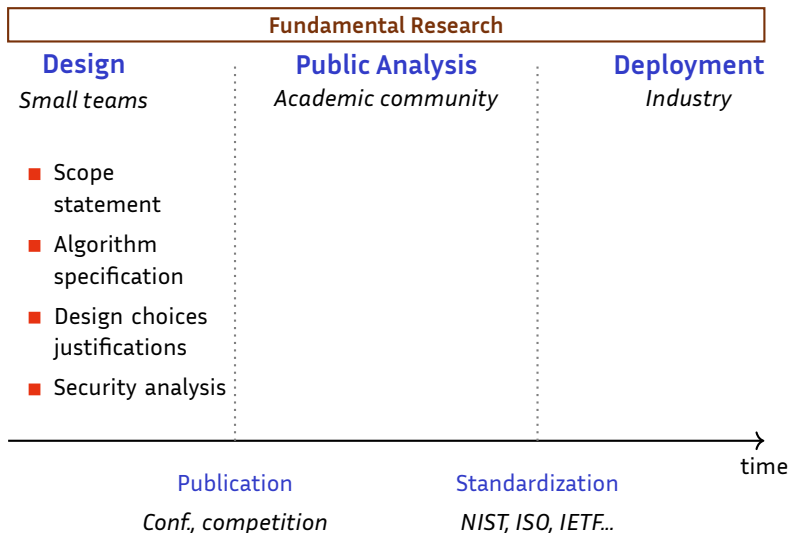 Fundamental Research
Design
Small teams
Public Analysis
Academic community
Deployment
Industry
Scope
statement
Algorithm
specification
Design choices
justifications
Security analysis
time
Publication
Conf., competition
Standardization
NIST, ISO, IETF...